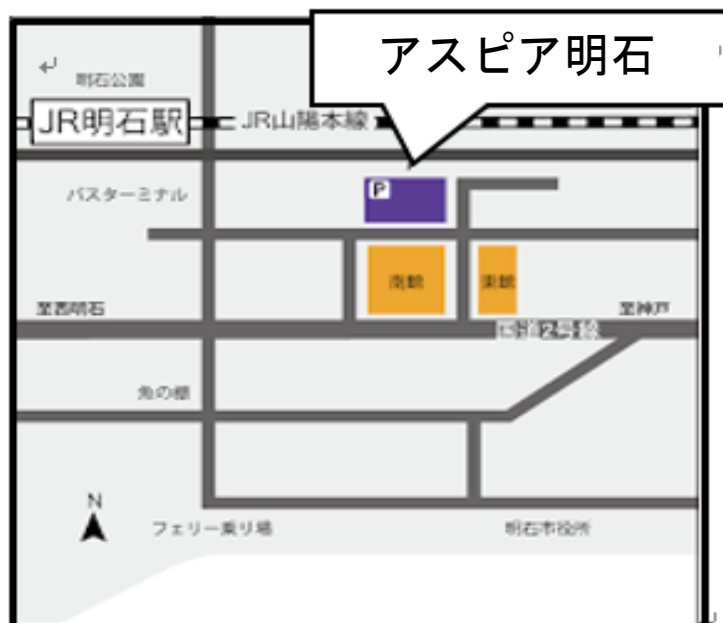 アスピア明石
明石公園
JR明石駅
JR山陽本線
P
バスターミナル
南館
東館
至西明石
至神戸
国道2号線
魚の棚
N
フェリー乗り場
明石市役所